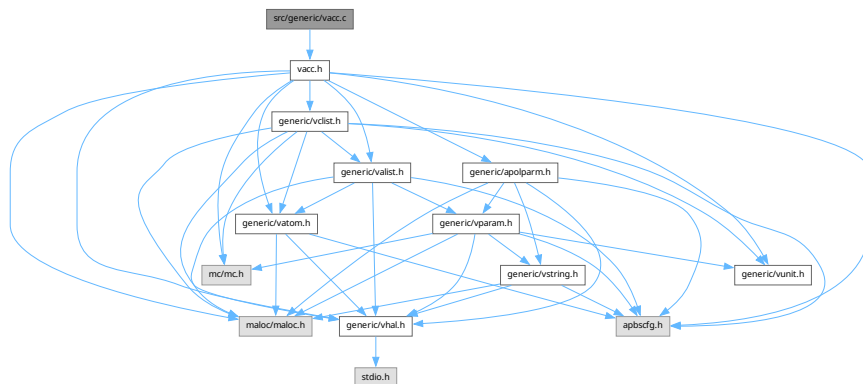 src/generic/vacc.c
vacc.h
generic/vclist.h
generic/valist.h
generic/apolparm.h
generic/vatom.h
generic/vparam.h
mc/mc.h
generic/vstring.h
generic/vunit.h
maloc/maloc.h
generic/vhal.h
apbscfg.h
stdio.h